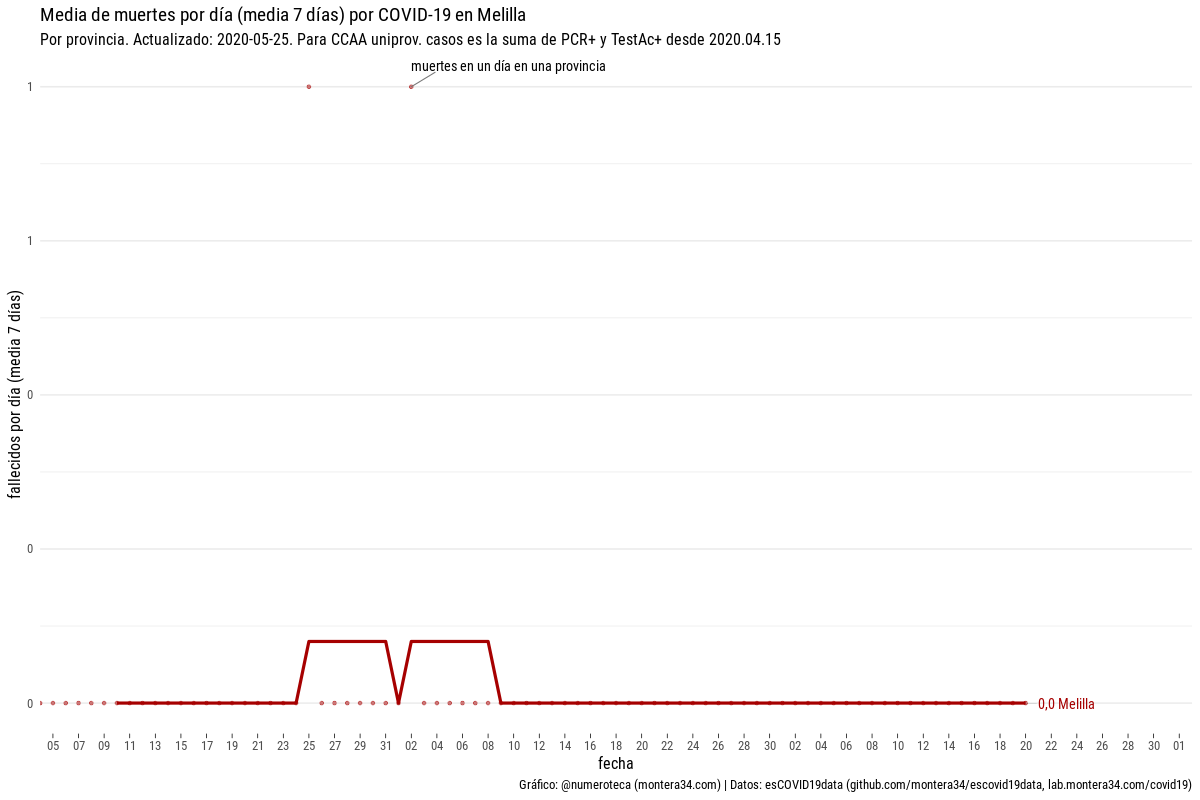 Media de muertes por día (media 7 días) por COVID-19 en Melilla
Por provincia. Actualizado: 2020-05-25. Para CCAA uniprov. casos es la suma de PCR+ y TestAc+ desde 2020.04.15
muertes en un día en una provincia
1
1
0
0
0
fallecidos por día (media 7 días)
0,0 Melilla
05 07 09 11 13 15 17 19 21 23 25 27 29 31 02 04 06 08 10 12 14 16 18 20 22 24 26 28 30 02 04 06 08 10 12 14 16 18 20 22 24 26 28 30 01
fecha
Gráfico: @numeroteca (montera34.com) | Datos: esCOVID19data (github.com/montera34/escovid19data, lab.montera34.com/covid19)